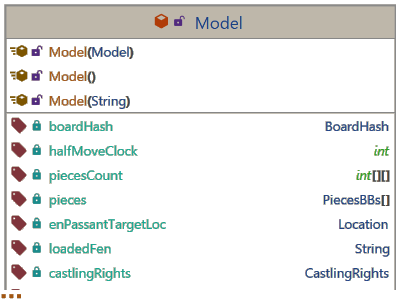 Model
Model(Model)
Model()
Model(String)
boardHash BoardHash
halfMoveClock int
piecesCount int[][]
pieces PiecesBBs[]
enPassantTargetLoc Location
loadedFen String
castlingRights CastlingRights